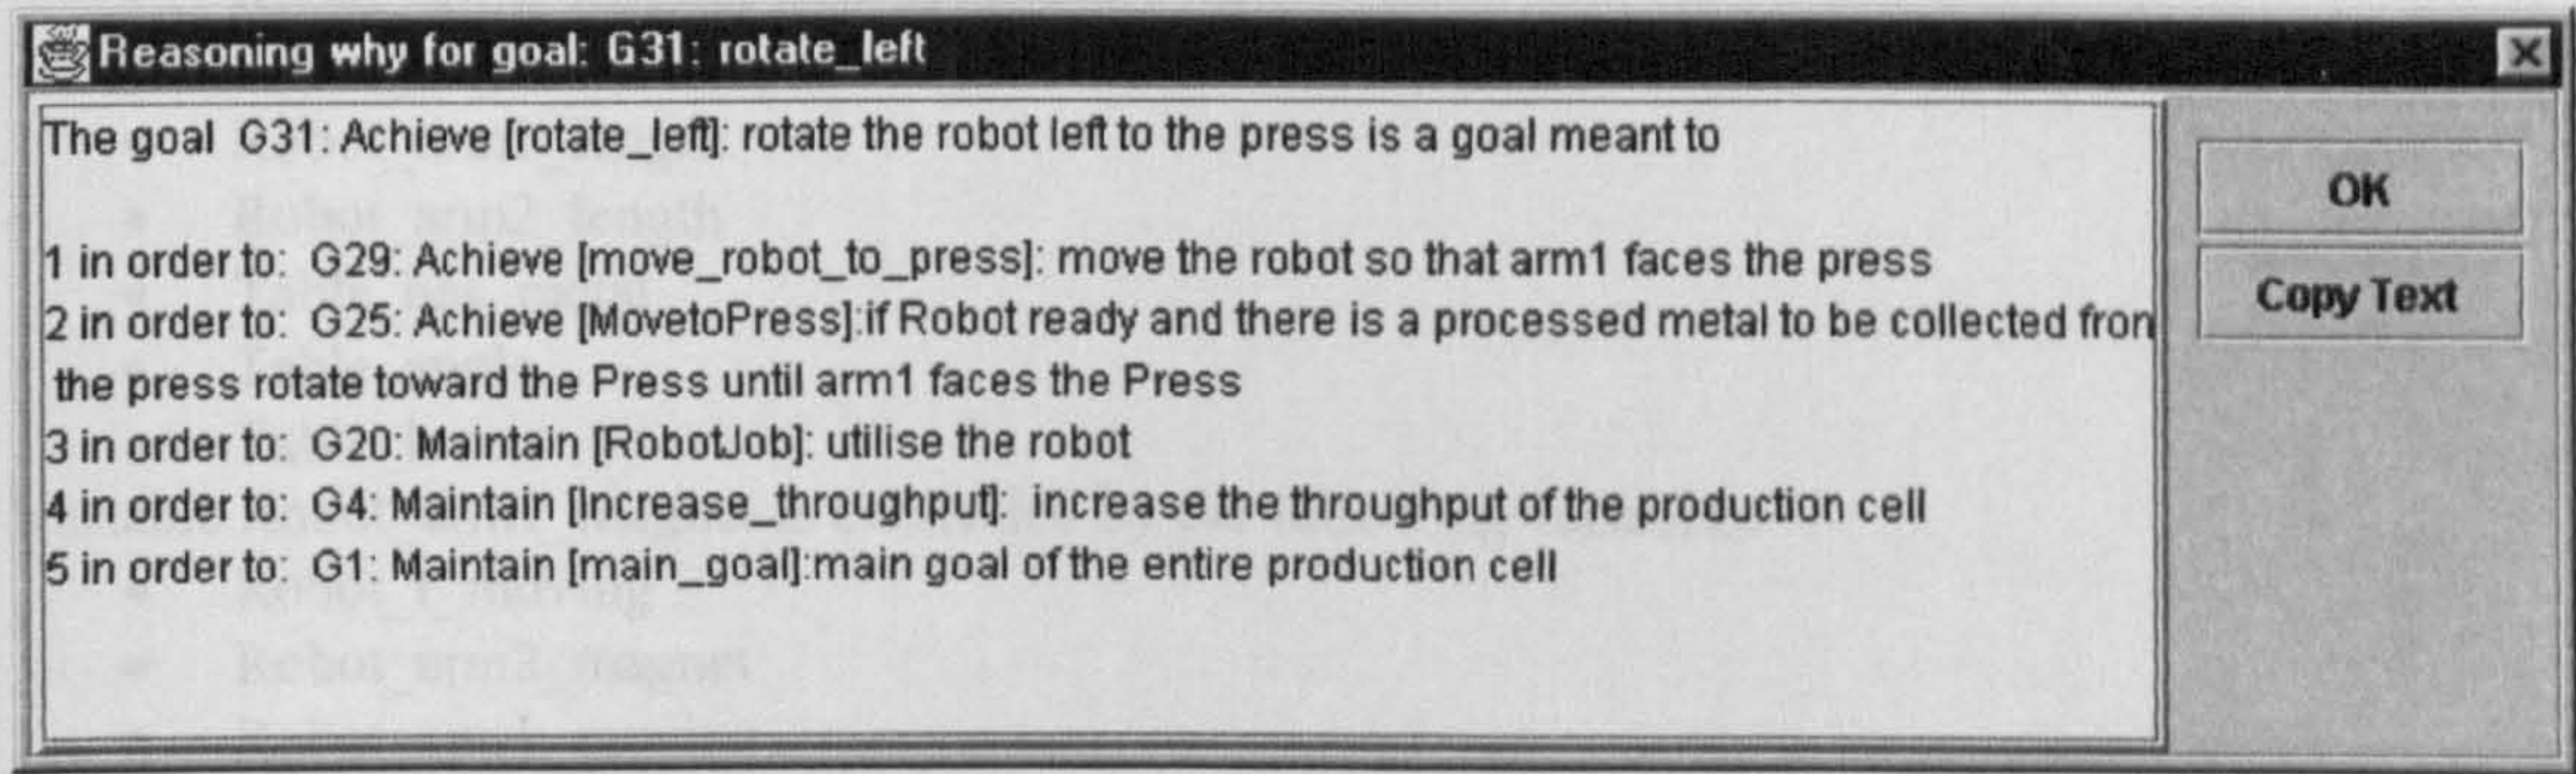 Reasoning why for goal: G31: rotate_left
The goal G31: Achieve [rotate_left]: rotate the robot left to the press is a goal meant to
1 in order to: G29: Achieve [move_robot_to_press]: move the robot so that arm1 faces the press
2 in order to: G25: Achieve [MovetoPress]:if Robot ready and there is a processed metal to be collected
the press rotate toward the Press until arm1 faces the Press
3 in order to: G20: Maintain [RobotJob]: utilise the robot
4 in order to: G4: Maintain [Increase_throughput]: increase the throughput of the production cell
5 in order to: G1: Maintain [main_goal]:main goal of the entire production cell
OK
Copy Text